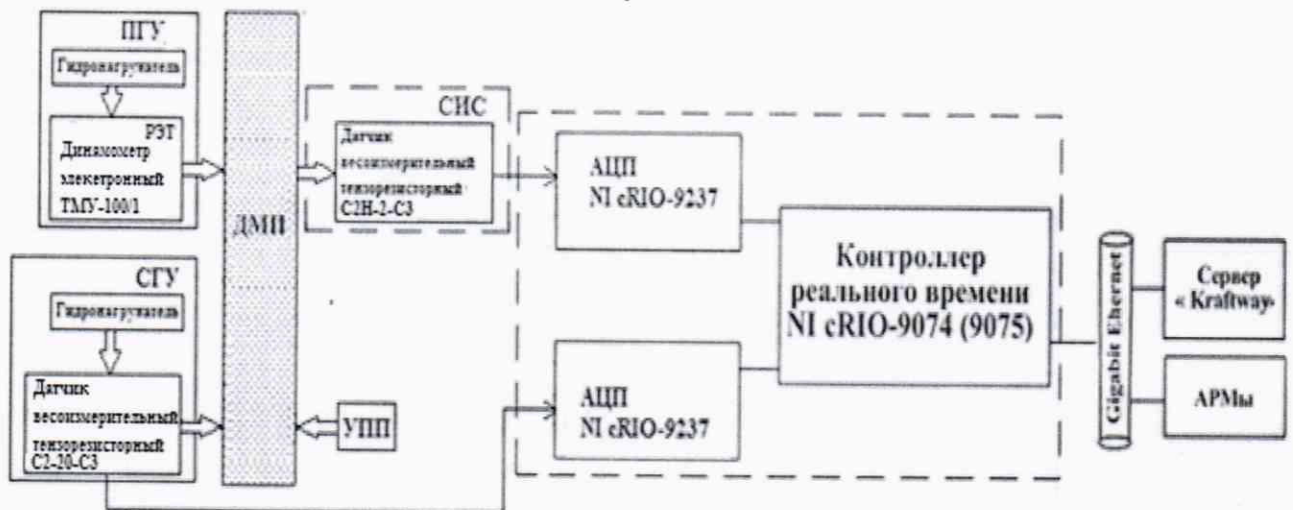 ПГУ
Гидронагружатель
РЭТ
Динамометр
электронный
ТМУ-100/1
СГУ
Гидронагружатель
Датчик
весоизмерительный
тензорезисторный
С2-20-С3
ДМП
УПП
СИС
Датчик
весоизмерительный
тензорезисторный
С2Н-2-С3
АЦП
NI cRIO-9237
АЦП
NI cRIO-9237
Контроллер
реального времени
NI cRIO-9074 (9075)
Gigabit Ehernet
Сервер
« Kraftway»
АРМы